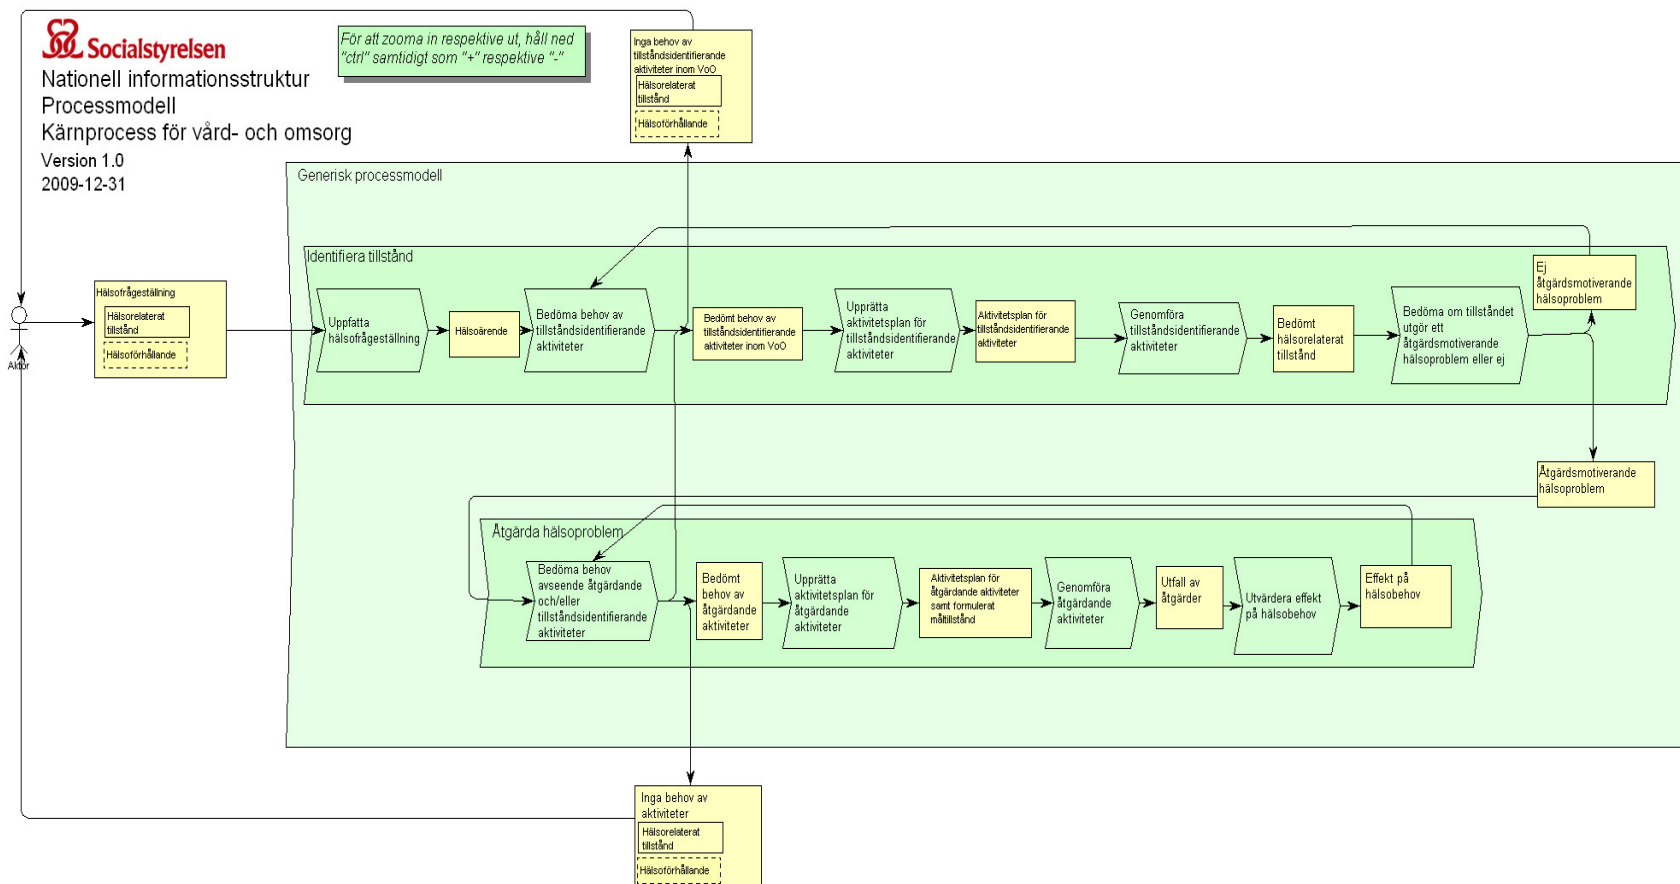 Socialstyrelsen
Nationell informationsstruktur
Processmodell
Kärnprocess för vård- och omsorg
Version 1.0
2009-12-31
För att zooma in respektive ut, håll ned
"ctrl" samtidigt som "+" respektive "-"
Inga behov av
tillståndsidentifierande
aktiviteter inom VoO
Hälsorelaterat
tillstånd
Hälsoförhållande
Generisk processmodell
Identifiera tillstånd
Aktör
Hälsofrågeställning
Hälsorelaterat
tillstånd
Hälsoförhållande
Uppfatta
hälsofrågeställning
Hälsoärende
Bedöma behov av
tillståndsidentifierande
aktiviteter
Bedömt behov av
tillståndsidentifierande
aktiviteter inom VoO
Upprätta
aktivitetsplan för
tillståndsidentifierande
aktiviteter
Aktivitetsplan för
tillståndsidentifierande
aktiviteter
Genomföra
tillståndsidentifierande
aktiviteter
Bedömt
hälsorelaterat
tillstånd
Bedöma om tillståndet
utgör ett
åtgärdsmotiverande
hälsoproblem eller ej
Ej
åtgärdsmotiverande
hälsoproblem
Åtgärdsmotiverande
hälsoproblem
Åtgärda hälsoproblem
Bedöma behov
avseende åtgärdande
och/eller
tillståndsidentifierande
aktiviteter
Bedömt
behov av
åtgärdande
aktiviteter
Upprätta
aktivitetsplan för
åtgärdande
aktiviteter
Aktivitetsplan för
åtgärdande aktiviteter
samt formulerat
måltillstånd
Genomföra
åtgärdande
aktiviteter
Utfall av
åtgärder
Utvärdera effekt
på hälsobehov
Effekt på
hälsobehov
Inga behov av
aktiviteter
Hälsorelaterat
tillstånd
Hälsoförhållande